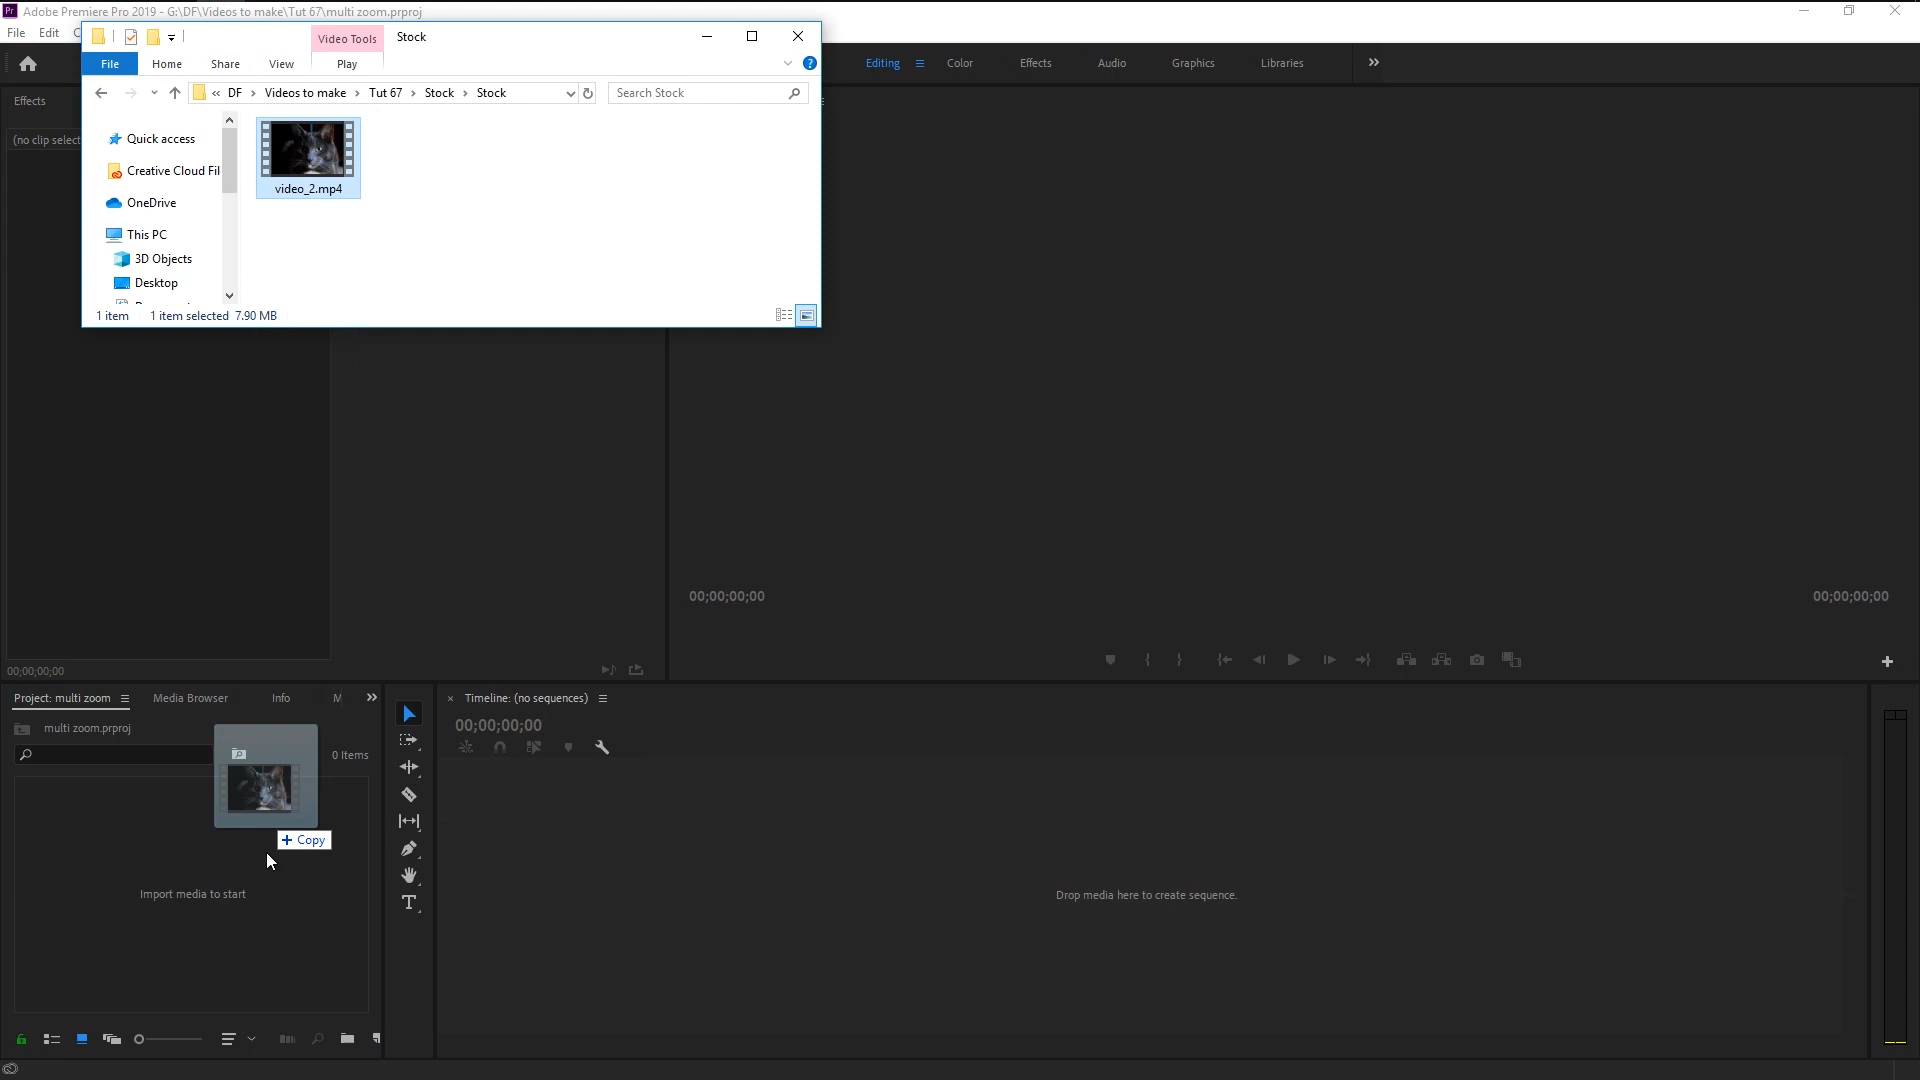 Pr Adobe Premiere Pro 2019 - G:\DF\Videos to make\Tut 67\multi zoom.prproj
File Edit C
Video Tools Stock
File Home Share View Play
« DF › Videos to make › Tut 67 › Stock › Stock
Search Stock
Editing Color Effects Audio Graphics Libraries
Effects
(no clip select
Quick access
Creative Cloud Fil
OneDrive
This PC
3D Objects
Desktop
video_2.mp4
1 item 1 item selected 7.90 MB
00;00;00;00
00;00;00;00
00;00;00;00
Project: multi zoom Media Browser Info M
× Timeline: (no sequences)
multi zoom.prproj
00;00;00;00
0 Items
+ Copy
Import media to start
Drop media here to create sequence.